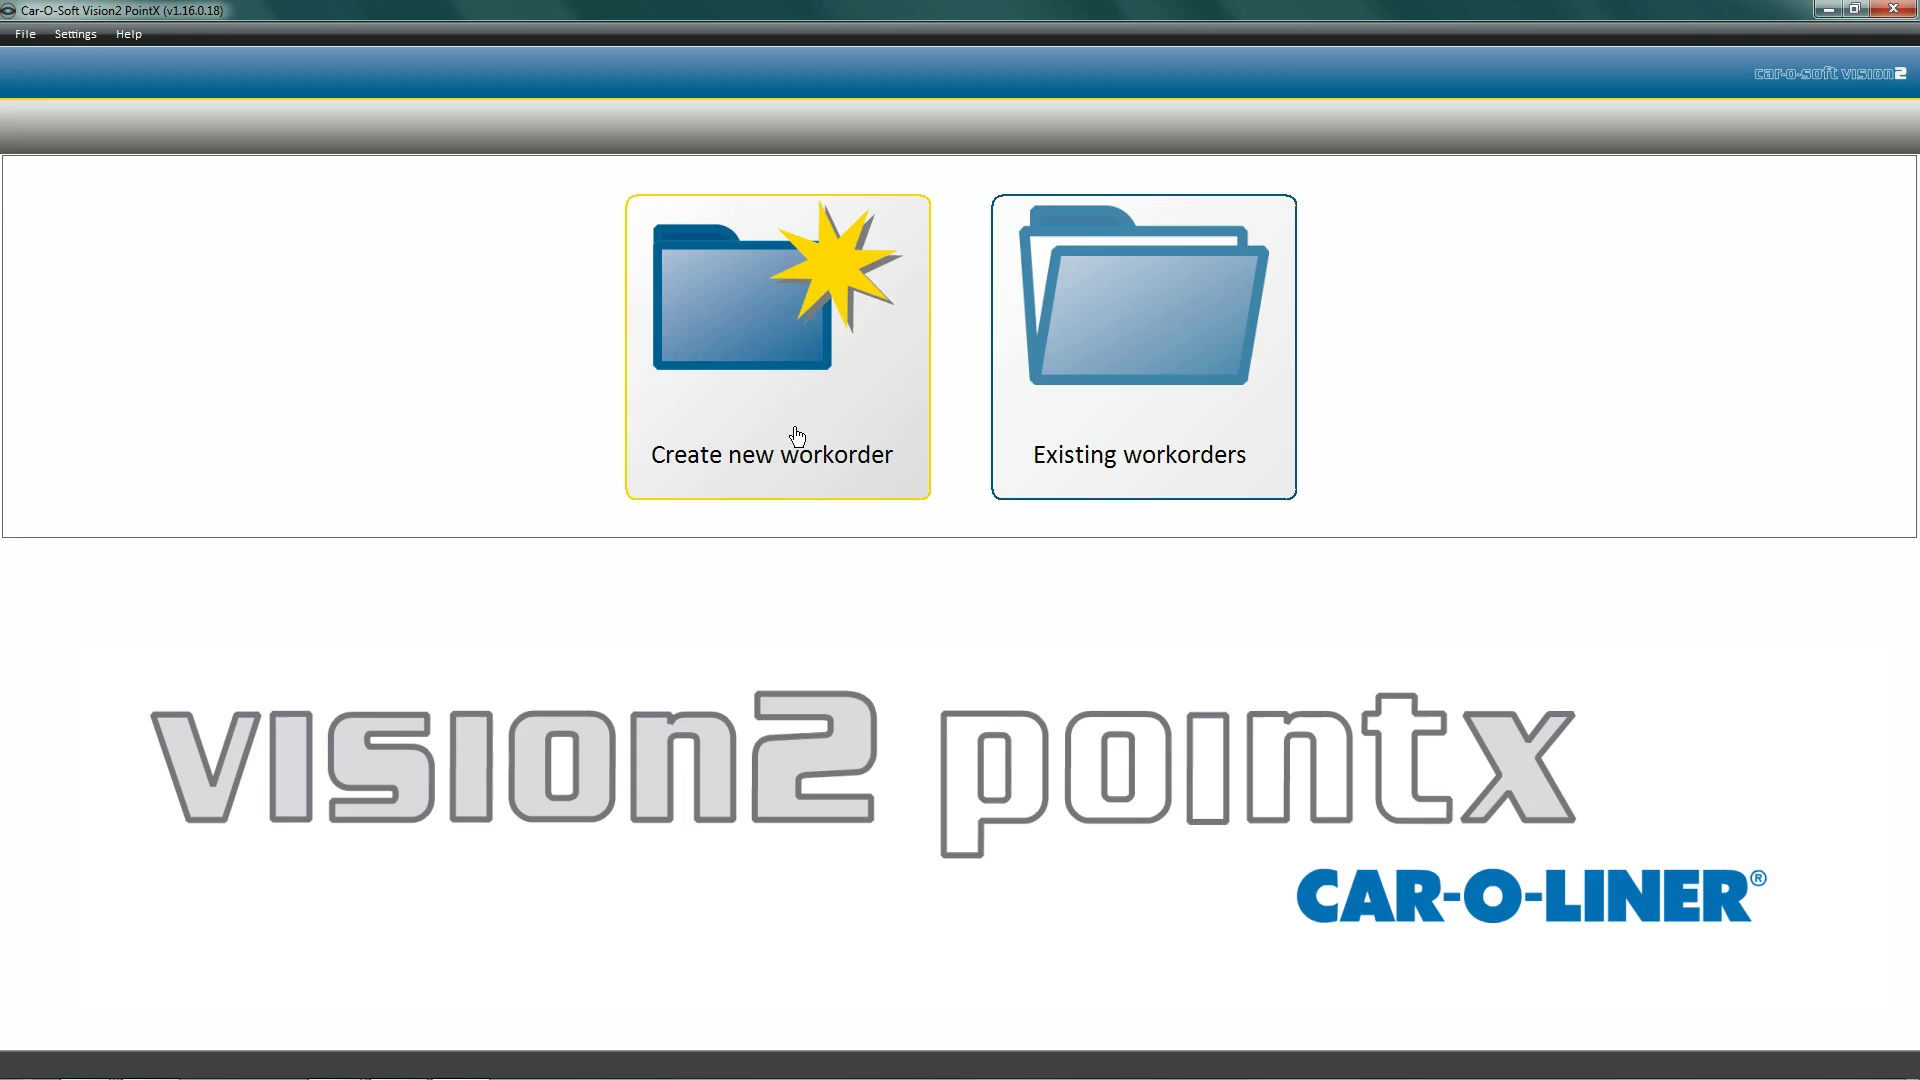 Car-O-Soft Vision2 PointX (v1.16.0.18)
File Settings Help
car-o-soft vision2
Create new workorder
Existing workorders
vision2 pointx
CAR-O-LINER®